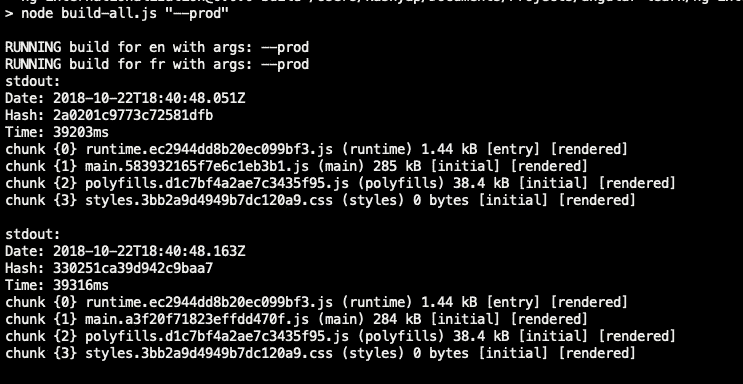 > node build-all.js "--prod"
RUNNING build for en with args: --prod
RUNNING build for fr with args: --prod
stdout:
Date: 2018-10-22T18:40:48.051Z
Hash: 2a0201c9773c72581dfb
Time: 39203ms
chunk {0} runtime.ec2944dd8b20ec099bf3.js (runtime) 1.44 kB [entry] [rendered]
chunk {1} main.583932165f7e6c1eb3b1.js (main) 285 kB [initial] [rendered]
chunk {2} polyfills.d1c7bf4a2ae7c3435f95.js (polyfills) 38.4 kB [initial] [rendered]
chunk {3} styles.3bb2a9d4949b7dc120a9.css (styles) 0 bytes [initial] [rendered]
stdout:
Date: 2018-10-22T18:40:48.163Z
Hash: 330251ca39d942c9baa7
Time: 39316ms
chunk {0} runtime.ec2944dd8b20ec099bf3.js (runtime) 1.44 kB [entry] [rendered]
chunk {1} main.a3f20f71823effdd470f.js (main) 284 kB [initial] [rendered]
chunk {2} polyfills.d1c7bf4a2ae7c3435f95.js (polyfills) 38.4 kB [initial] [rendered]
chunk {3} styles.3bb2a9d4949b7dc120a9.css (styles) 0 bytes [initial] [rendered]